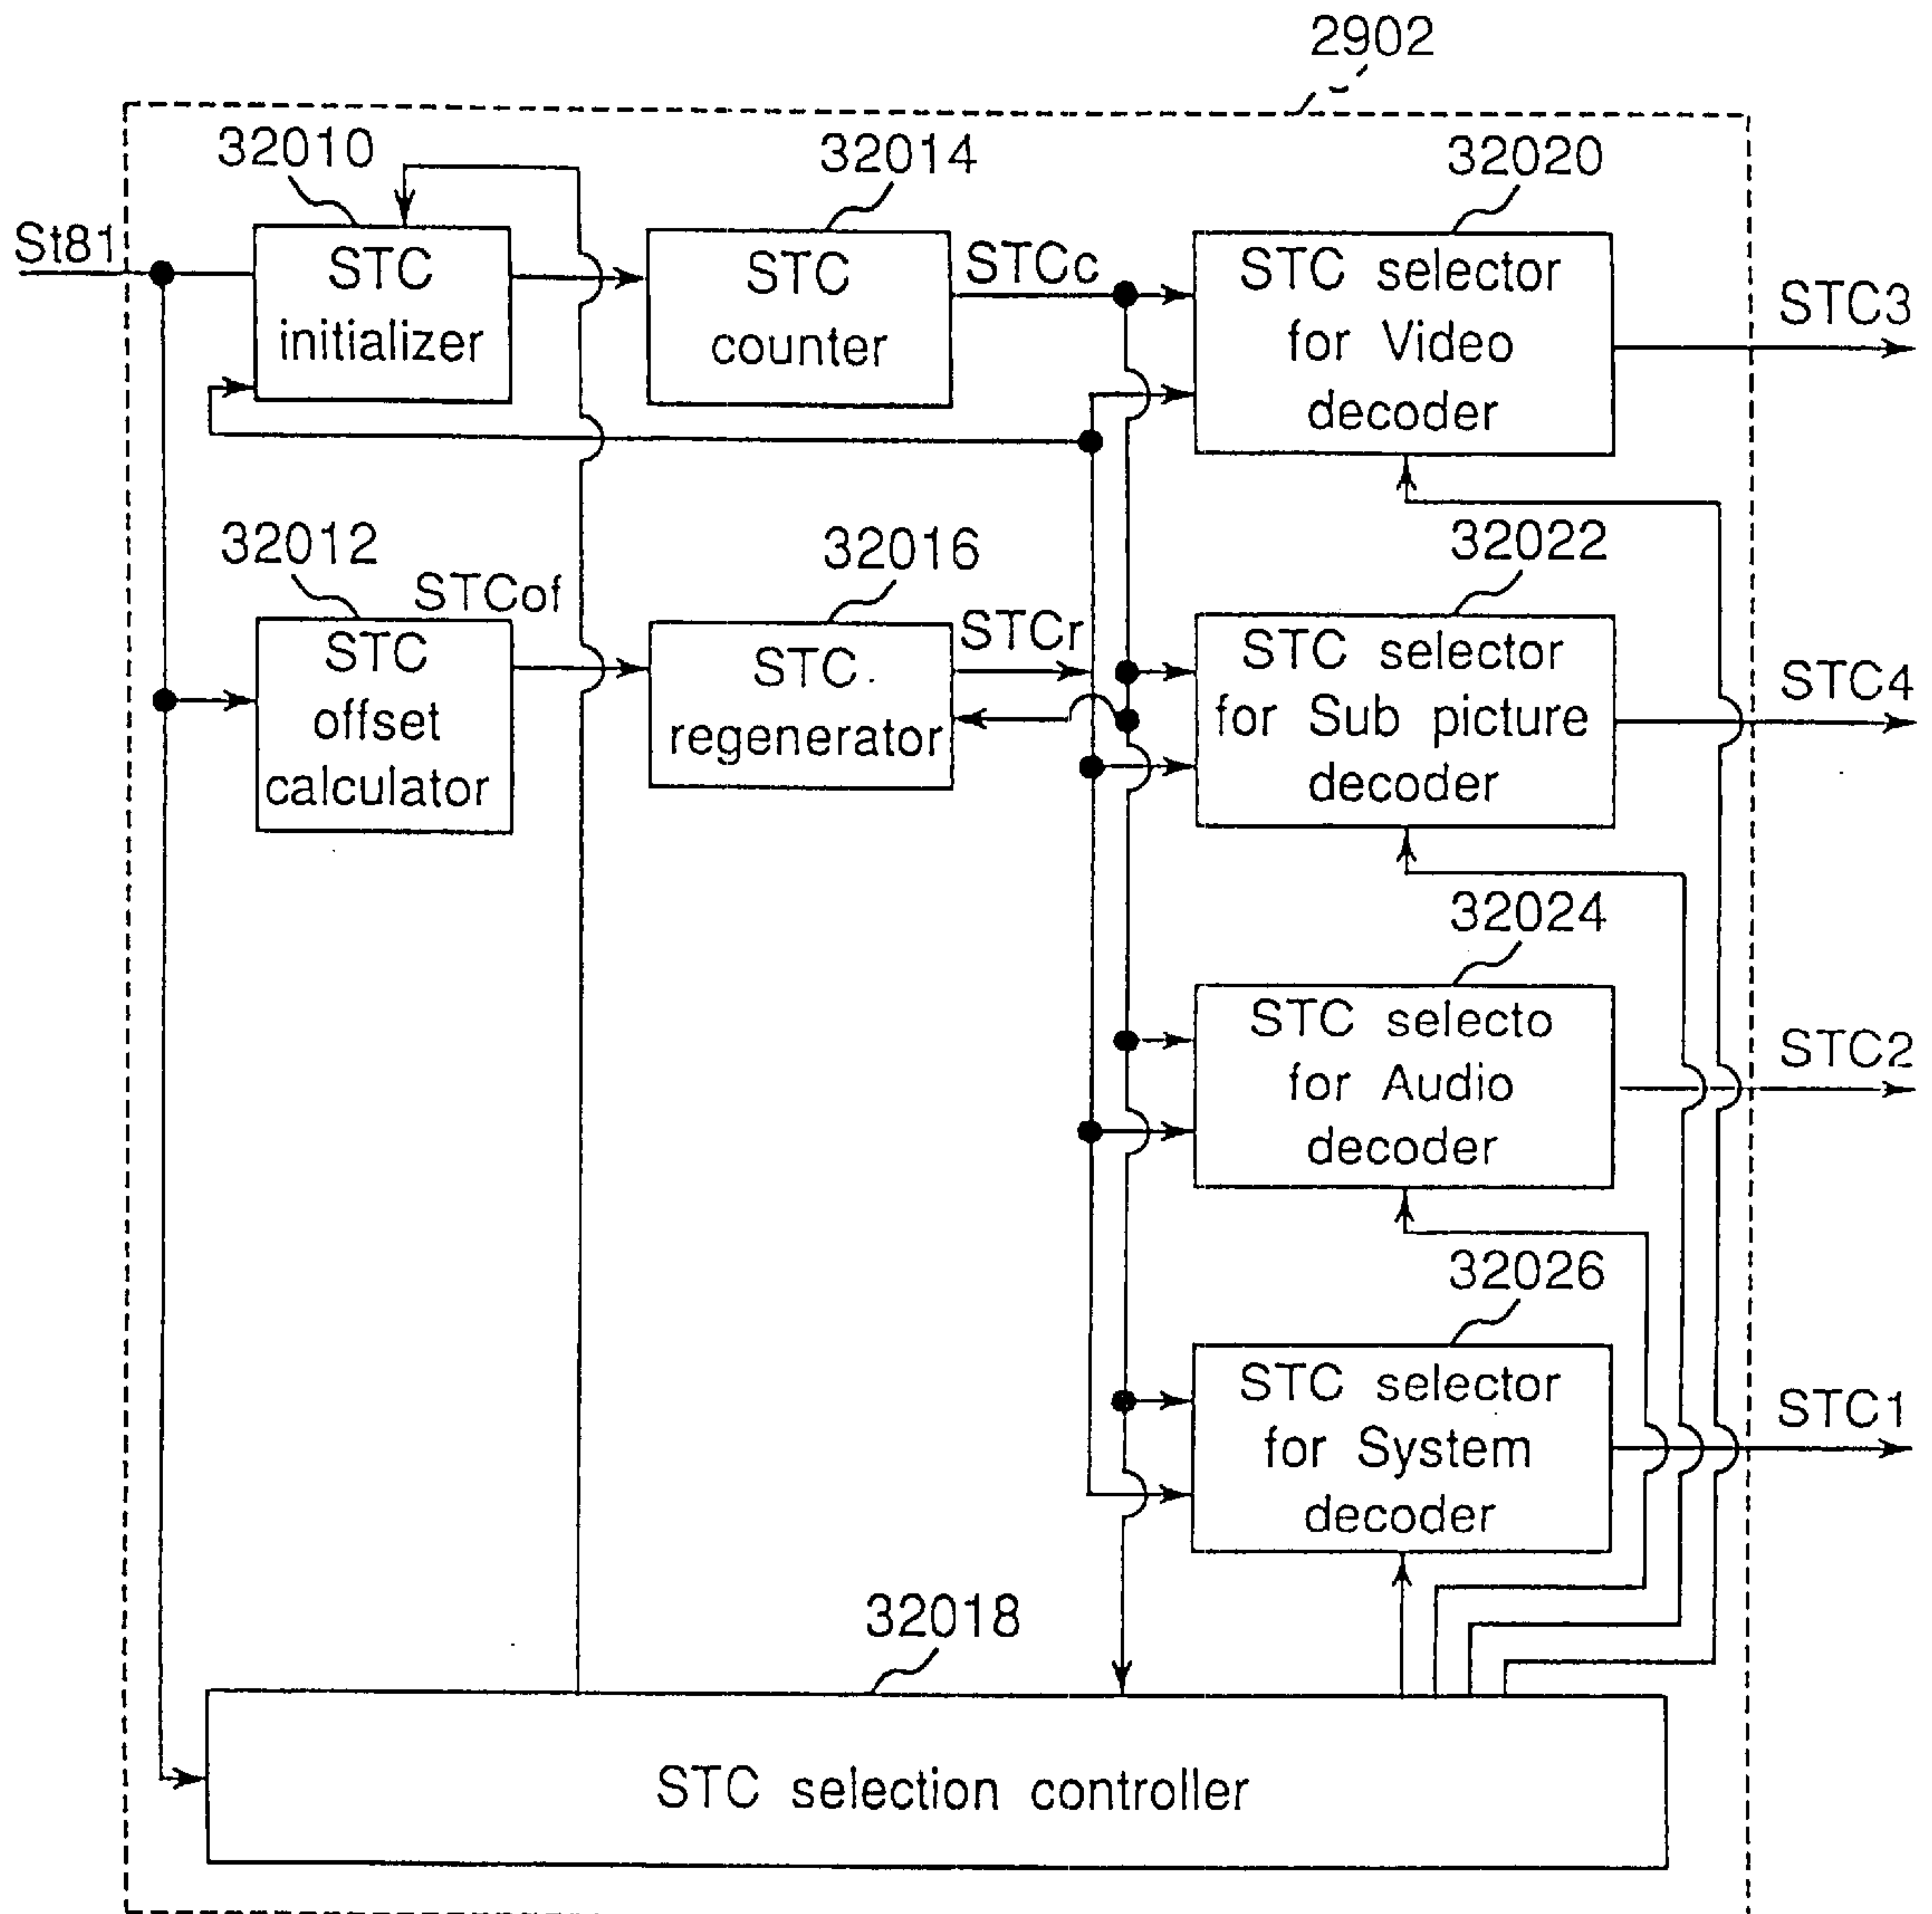 2902
32010
32014
32020
St81
STC
initializer
STC
counter
STCc
STC selector
for Video
decoder
STC3
32012
STCof
32016
32022
STC
offset
calculator
STC
regenerator
STCr
STC selector
for Sub picture
decoder
STC4
32024
STC selecto
for Audio
decoder
STC2
32026
STC selector
for System
decoder
STC1
32018
STC selection controller